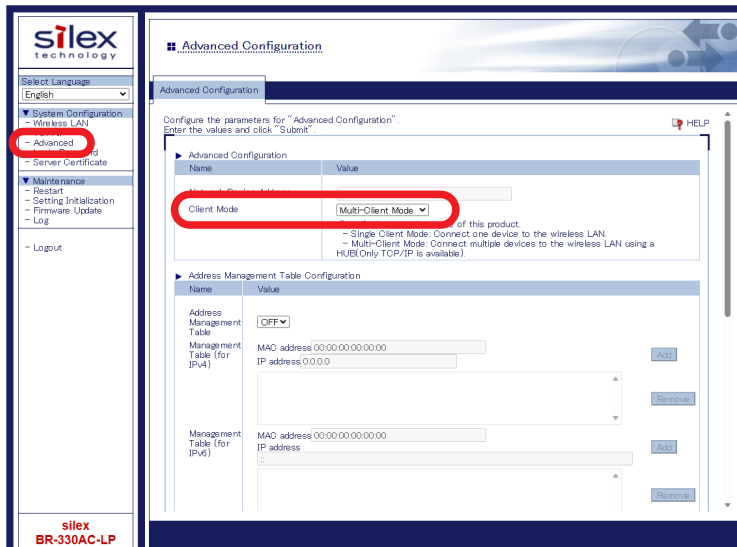 silex
technology
Select Language
English
▼ System Configuration
- Wireless LAN
- Advanced
- Server Certificate
▼ Maintenance
- Restart
- Setting Initialization
- Firmware Update
- Log
- Logout
silex
BR-330AC-LP
Advanced Configuration
Advanced Configuration
Configure the parameters for "Advanced Configuration".
Enter the values and click "Submit".
HELP
Advanced Configuration
Name Value
Client Mode Multi-Client Mode
of this product.
- Single Client Mode: Connect one device to the wireless LAN.
- Multi-Client Mode: Connect multiple devices to the wireless LAN using a
HUB(Only TCP/IP is available).
Address Management Table Configuration
Name Value
Address
Management
Table
OFF
Management
Table (for
IPv4)
MAC address 00:00:00:00:00:00
IP address 0.0.0.0
Add
Remove
Management
Table (for
IPv6)
MAC address 00:00:00:00:00:00
IP address
::
Add
Remove